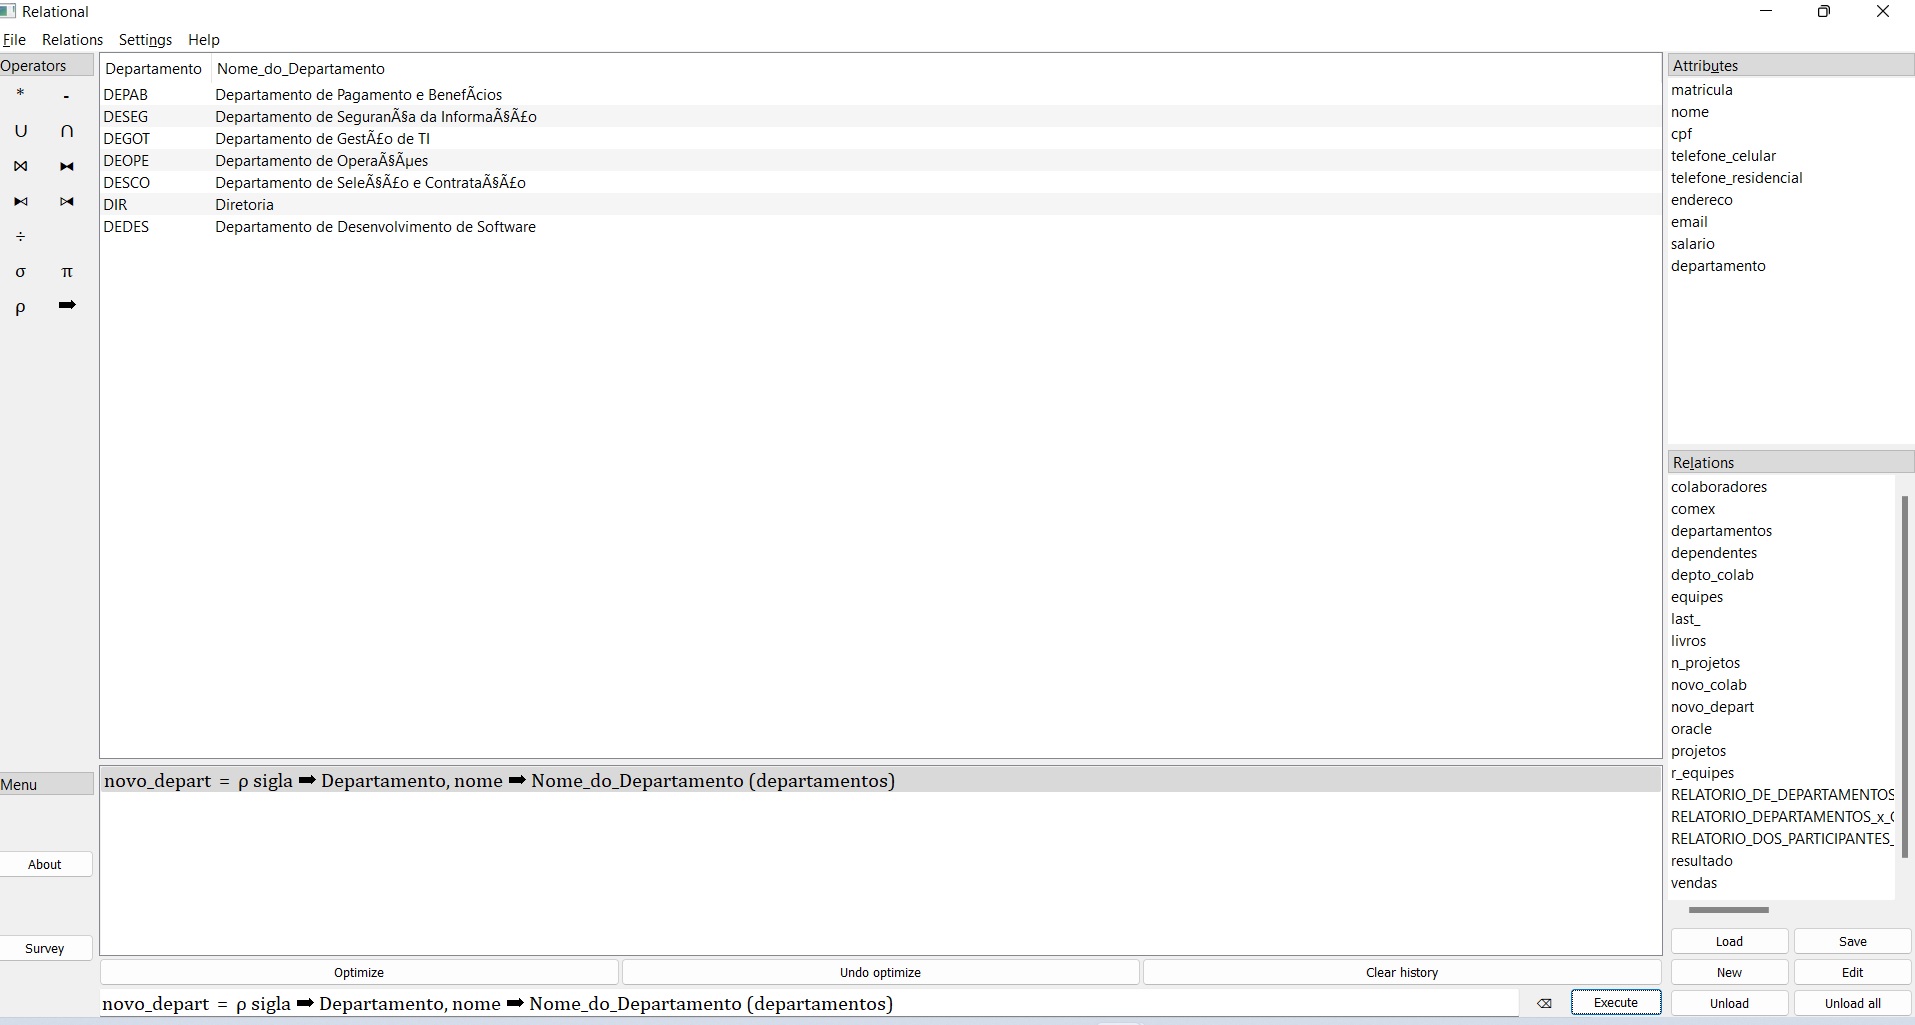 Relational
File Relations Settings Help
Operators
* -
∪ ∩
⋈ ⧓
⧑ ⧒
÷
σ π
ρ ➡
Menu
About
Survey
Departamento Nome_do_Departamento
DEPAB Departamento de Pagamento e BenefÃ­cios
DESEG Departamento de SeguranÃ§a da InformaÃ§Ã£o
DEGOT Departamento de GestÃ£o de TI
DEOPE Departamento de OperaÃ§Ãµes
DESCO Departamento de SeleÃ§Ã£o e ContrataÃ§Ã£o
DIR Diretoria
DEDES Departamento de Desenvolvimento de Software
novo_depart = ρ sigla ➡ Departamento, nome ➡ Nome_do_Departamento (departamentos)
Optimize Undo optimize Clear history
novo_depart = ρ sigla ➡ Departamento, nome ➡ Nome_do_Departamento (departamentos) ⌫ Execute
Attributes
matricula
nome
cpf
telefone_celular
telefone_residencial
endereco
email
salario
departamento
Relations
colaboradores
comex
departamentos
dependentes
depto_colab
equipes
last_
livros
n_projetos
novo_colab
novo_depart
oracle
projetos
r_equipes
RELATORIO_DE_DEPARTAMENTOS
RELATORIO_DEPARTAMENTOS_x_
RELATORIO_DOS_PARTICIPANTES_
resultado
vendas
Load Save
New Edit
Unload Unload all